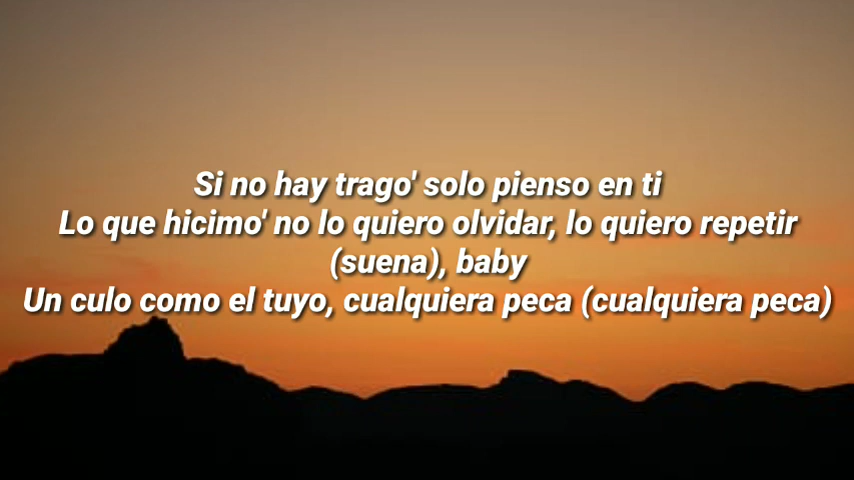 Si no hay trago' solo pienso en ti
Lo que hicimo' no lo quiero olvidar, lo quiero repetir
(suena), baby
Un culo como el tuyo, cualquiera peca (cualquiera peca)